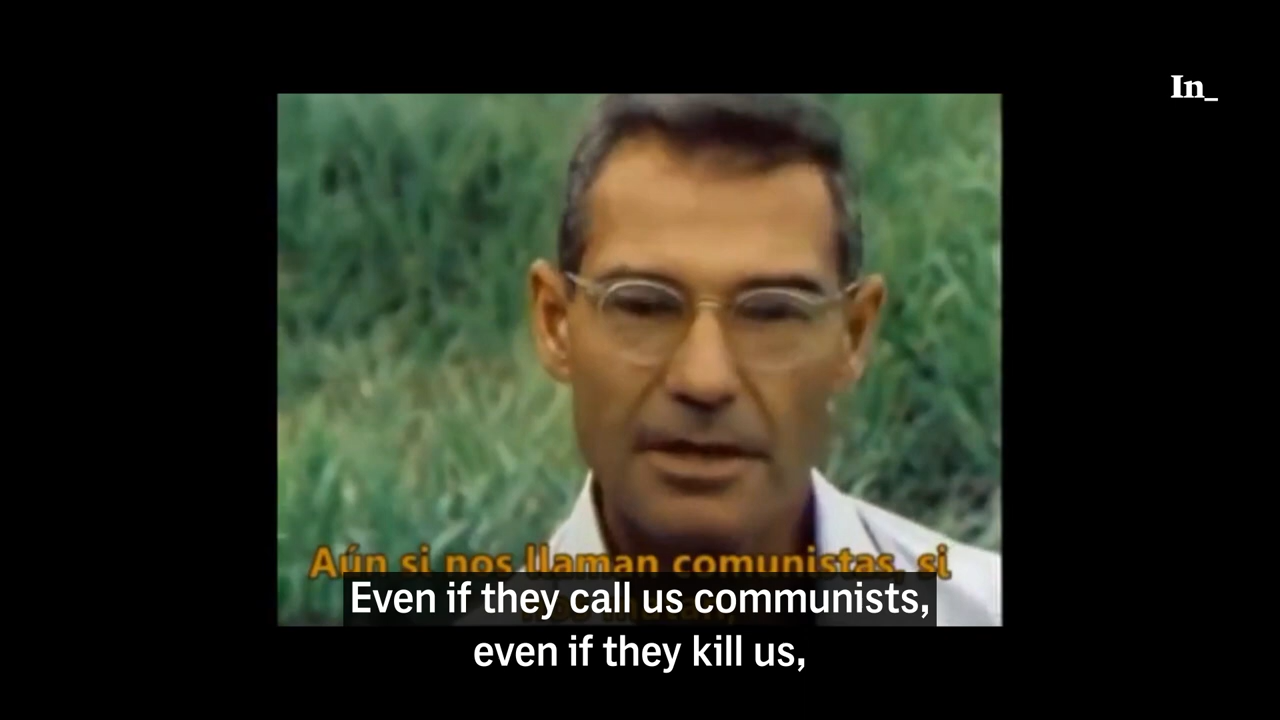 In_
Aún si nos llaman comunistas, si
Even if they call us communists,
even if they kill us,